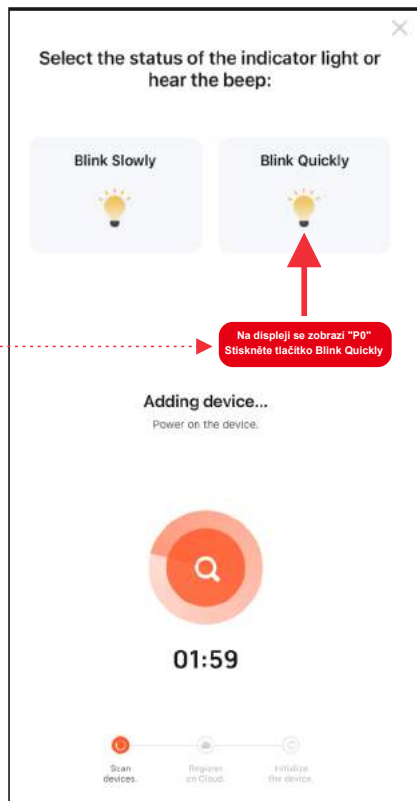 Select the status of the indicator light or
hear the beep:
Blink Slowly
Blink Quickly
Na displeji se zobrazí "P0"
Stiskněte tlačítko Blink Quickly
Adding device...
Power on the device.
01:59
Scan
devices.
Register
on Cloud.
Initialize
the device.